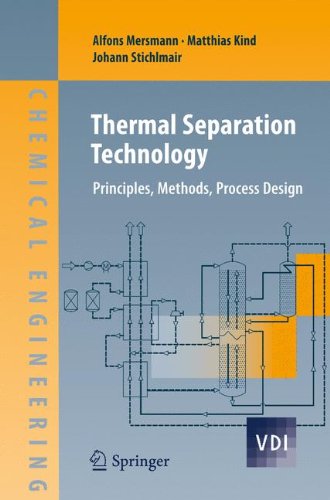 Alfons Mersmann • Matthias Kind
Johann Stichlmair
Thermal Separation
Technology
Principles, Methods, Process Design
CHEMICAL ENGINEERING
VDI
Springer